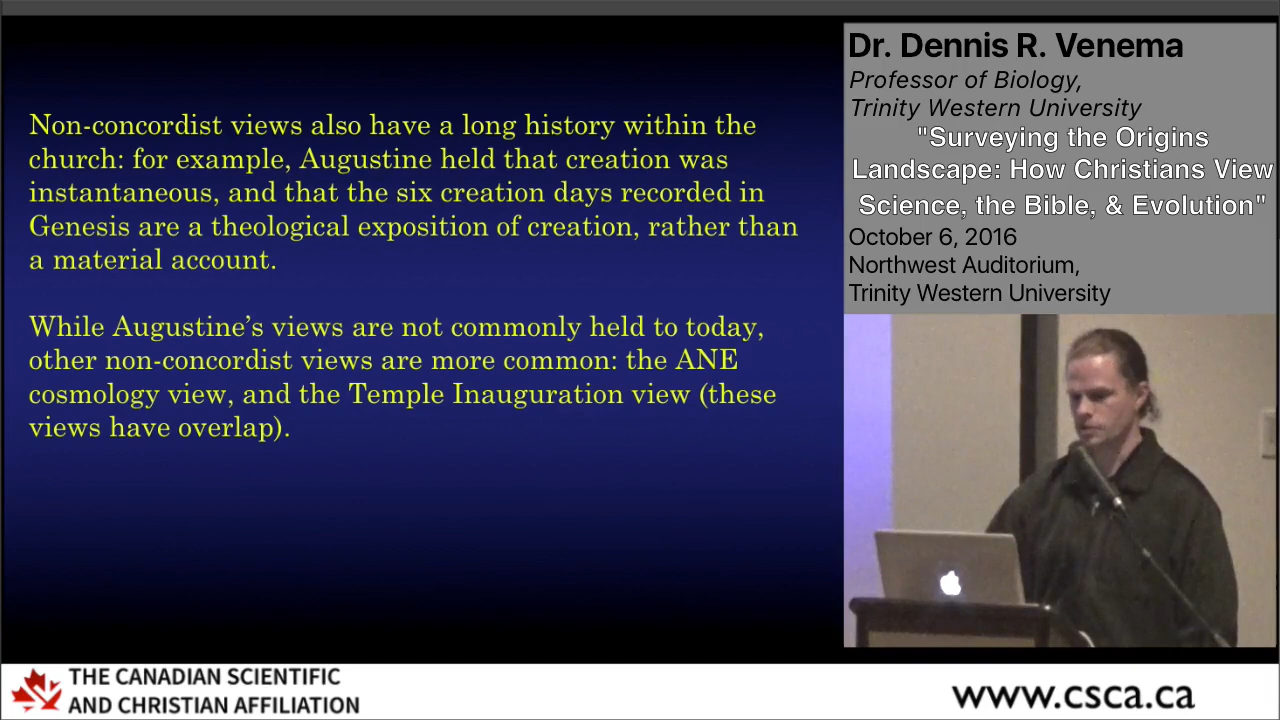 Non-concordist views also have a long history within the
church: for example, Augustine held that creation was
instantaneous, and that the six creation days recorded in
Genesis are a theological exposition of creation, rather than
a material account.
While Augustine's views are not commonly held to today,
other non-concordist views are more common: the ANE
cosmology view, and the Temple Inauguration view (these
views have overlap).
Dr. Dennis R. Venema
Professor of Biology,
Trinity Western University
"Surveying the Origins
Landscape: How Christians View
Science, the Bible, & Evolution"
October 6, 2016
Northwest Auditorium,
Trinity Western University
THE CANADIAN SCIENTIFIC
AND CHRISTIAN AFFILIATION
www.csca.ca